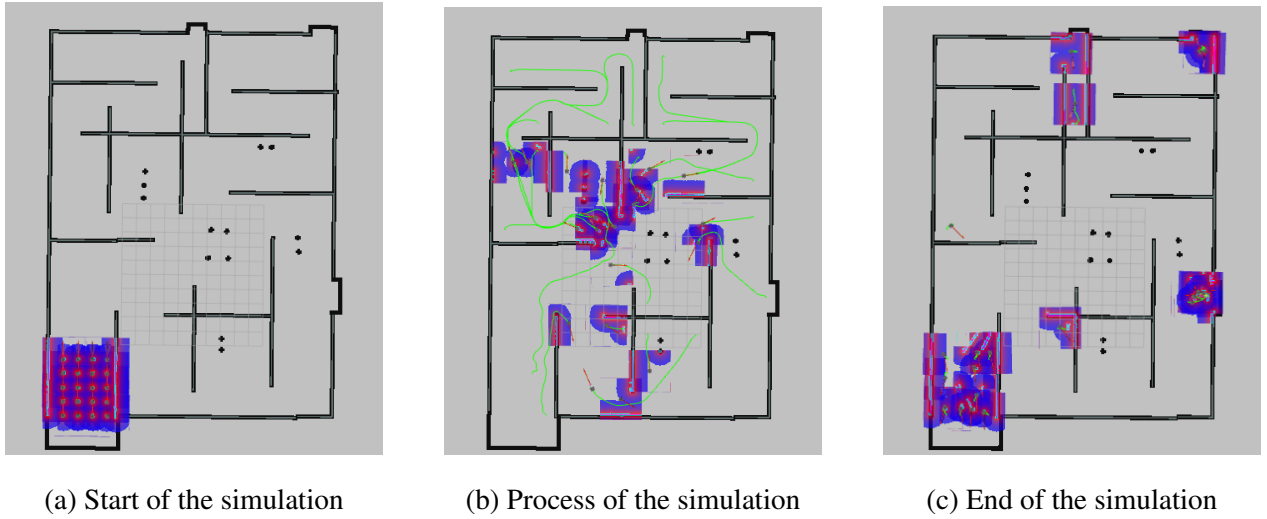 (a) Start of the simulation
(b) Process of the simulation
(c) End of the simulation